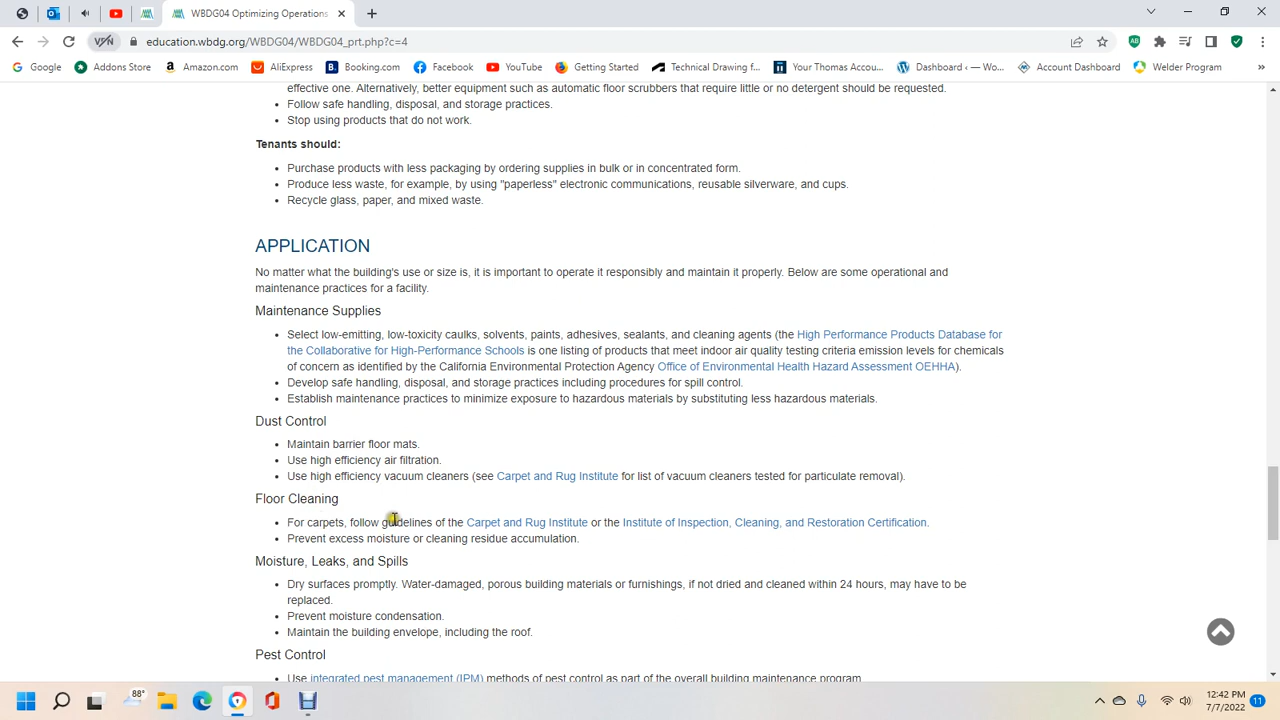 WBDG04 Optimizing Operations
education.wbdg.org/WBDG04/WBDG04_prt.php?c=4
Google Addons Store Amazon.com AliExpress Booking.com Facebook YouTube Getting Started Technical Drawing f... Your Thomas Accou... Dashboard ‹ — Wo... Account Dashboard Welder Program »
effective one. Alternatively, better equipment such as automatic floor scrubbers that require little or no detergent should be requested.
• Follow safe handling, disposal, and storage practices.
• Stop using products that do not work.
Tenants should:
• Purchase products with less packaging by ordering supplies in bulk or in concentrated form.
• Produce less waste, for example, by using "paperless" electronic communications, reusable silverware, and cups.
• Recycle glass, paper, and mixed waste.
APPLICATION
No matter what the building's use or size is, it is important to operate it responsibly and maintain it properly. Below are some operational and
maintenance practices for a facility.
Maintenance Supplies
• Select low-emitting, low-toxicity caulks, solvents, paints, adhesives, sealants, and cleaning agents (the High Performance Products Database for
the Collaborative for High-Performance Schools is one listing of products that meet indoor air quality testing criteria emission levels for chemicals
of concern as identified by the California Environmental Protection Agency Office of Environmental Health Hazard Assessment OEHHA).
• Develop safe handling, disposal, and storage practices including procedures for spill control.
• Establish maintenance practices to minimize exposure to hazardous materials by substituting less hazardous materials.
Dust Control
• Maintain barrier floor mats.
• Use high efficiency air filtration.
• Use high efficiency vacuum cleaners (see Carpet and Rug Institute for list of vacuum cleaners tested for particulate removal).
Floor Cleaning
• For carpets, follow guidelines of the Carpet and Rug Institute or the Institute of Inspection, Cleaning, and Restoration Certification.
• Prevent excess moisture or cleaning residue accumulation.
Moisture, Leaks, and Spills
• Dry surfaces promptly. Water-damaged, porous building materials or furnishings, if not dried and cleaned within 24 hours, may have to be
replaced.
• Prevent moisture condensation.
• Maintain the building envelope, including the roof.
Pest Control
• Use integrated pest management (IPM) methods of pest control as part of the overall building maintenance program
88°
12:42 PM
7/7/2022
11